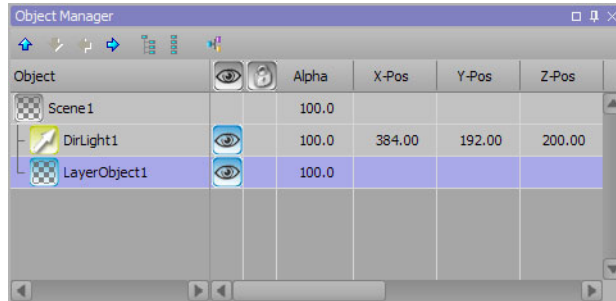 Object Manager
Object Alpha X-Pos Y-Pos Z-Pos
Scene1 100.0
DirLight1 100.0 384.00 192.00 200.00
LayerObject1 100.0